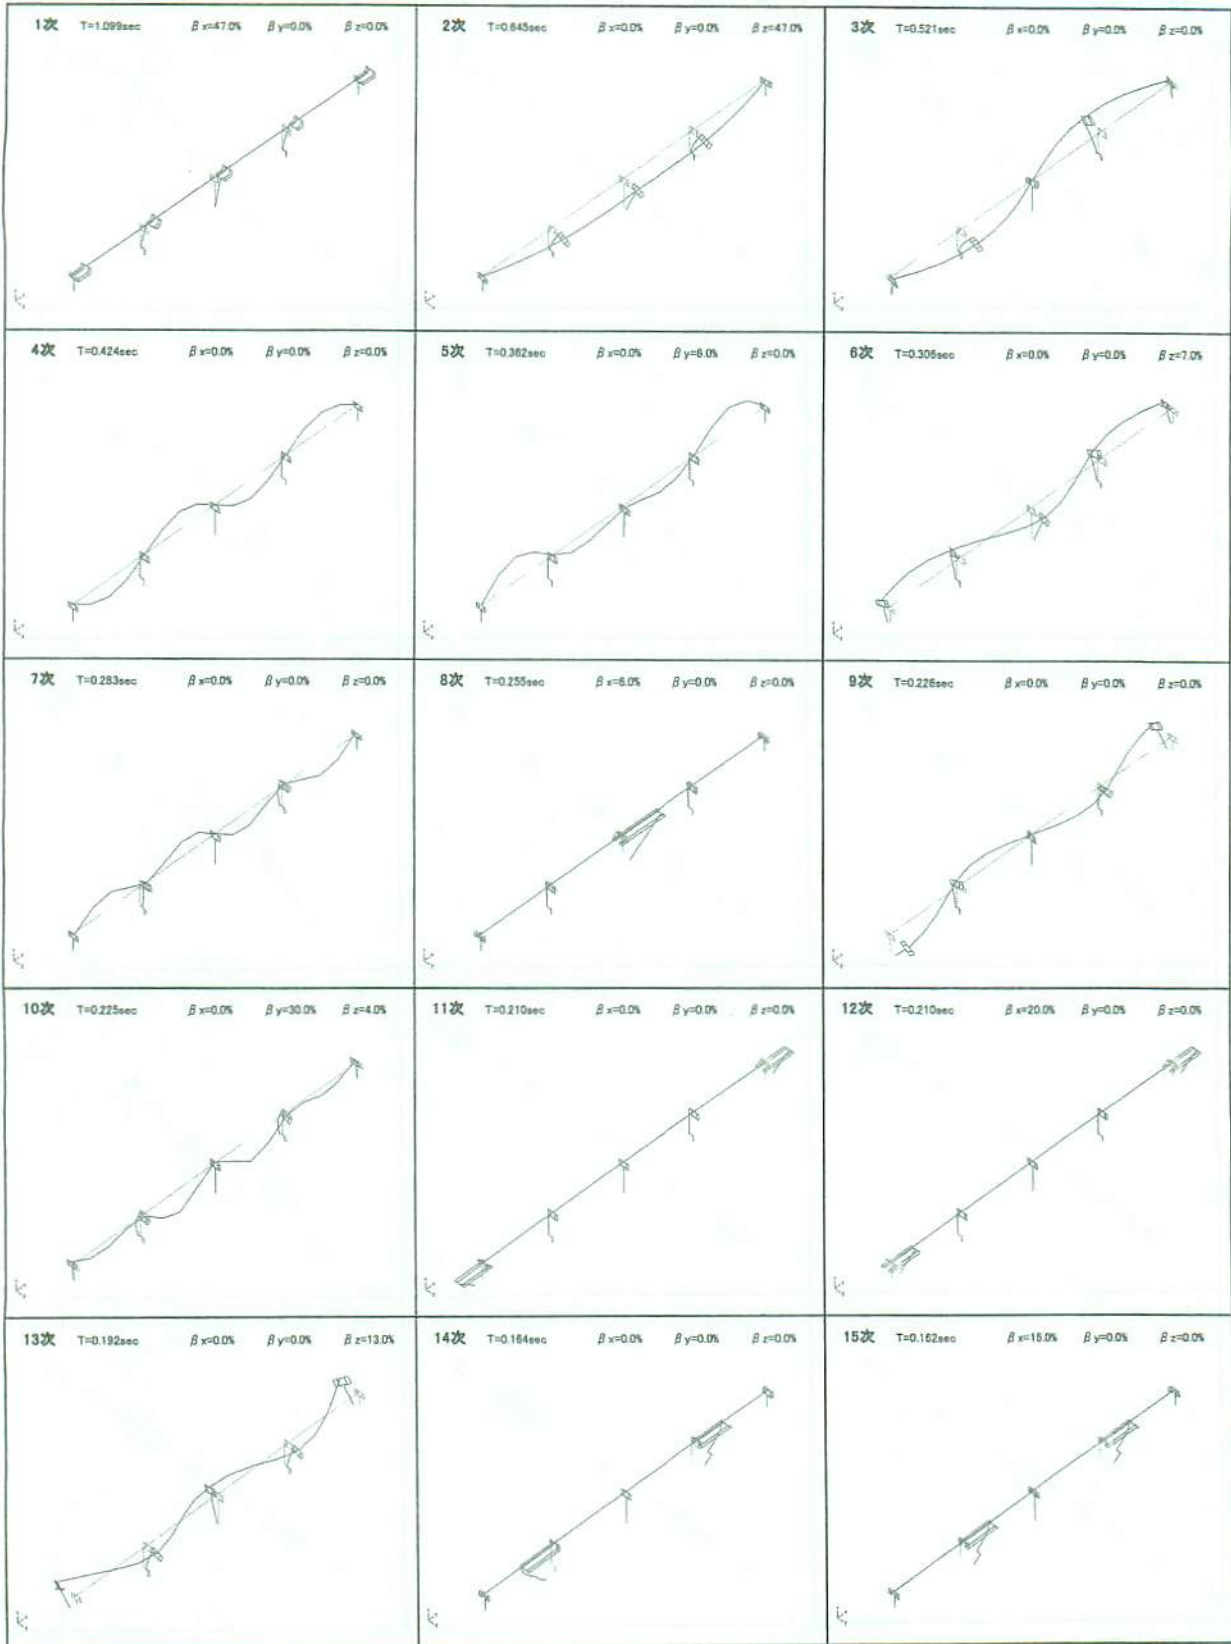 1次 T=1.099sec βx=47.0% βy=0.0% βz=0.0%
2次 T=0.645sec βx=0.0% βy=0.0% βz=47.0%
3次 T=0.521sec βx=0.0% βy=0.0% βz=0.0%
4次 T=0.424sec βx=0.0% βy=0.0% βz=0.0%
5次 T=0.362sec βx=0.0% βy=6.0% βz=0.0%
6次 T=0.306sec βx=0.0% βy=0.0% βz=7.0%
7次 T=0.283sec βx=0.0% βy=0.0% βz=0.0%
8次 T=0.255sec βx=6.0% βy=0.0% βz=0.0%
9次 T=0.226sec βx=0.0% βy=0.0% βz=0.0%
10次 T=0.225sec βx=0.0% βy=30.0% βz=4.0%
11次 T=0.210sec βx=0.0% βy=0.0% βz=0.0%
12次 T=0.210sec βx=20.0% βy=0.0% βz=0.0%
13次 T=0.192sec βx=0.0% βy=0.0% βz=13.0%
14次 T=0.164sec βx=0.0% βy=0.0% βz=0.0%
15次 T=0.162sec βx=15.0% βy=0.0% βz=0.0%